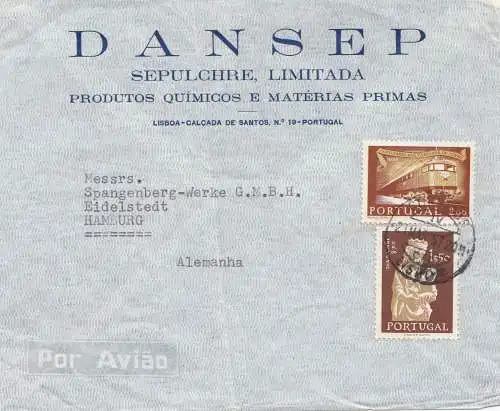 DANSEP
SEPULCHRE, LIMITADA
PRODUTOS QUÍMICOS E MATÉRIAS PRIMAS
LISBOA-CALÇADA DE SANTOS, N.º 19-PORTUGAL
Messrs.
Spangenberg-Werke G.M.B.H.
Eidelstedt
HAMBURG
========
Alemanha
PORTUGAL
1$50
PORTUGAL
Por Avião